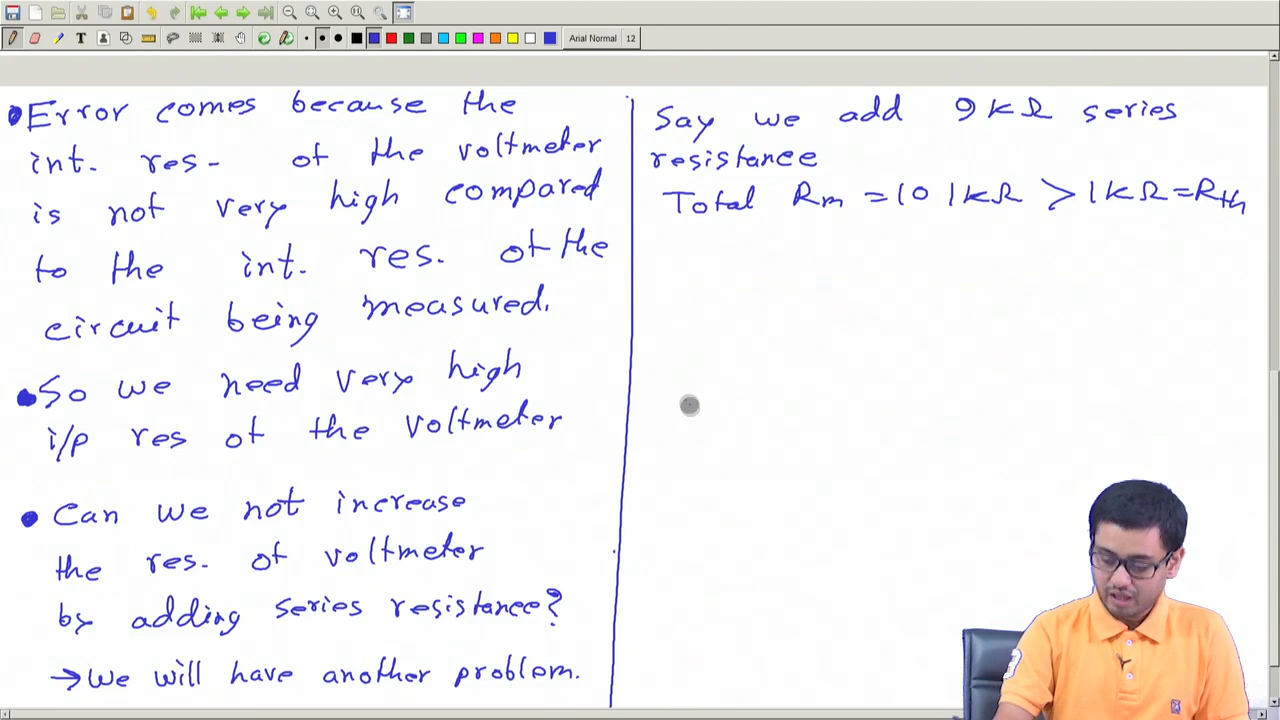 Arial Normal 12
Error comes because the
int. res- of the voltmeter
is not very high compared
to the int. res. of the
circuit being measured.
So we need very high
i/p res of the voltmeter
Can we not increase
the res. of voltmeter
by adding series resistance?
→ We will have another problem.
Say we add 9 kΩ series
resistance
Total Rm = 10 1kΩ > 1 kΩ = Rth